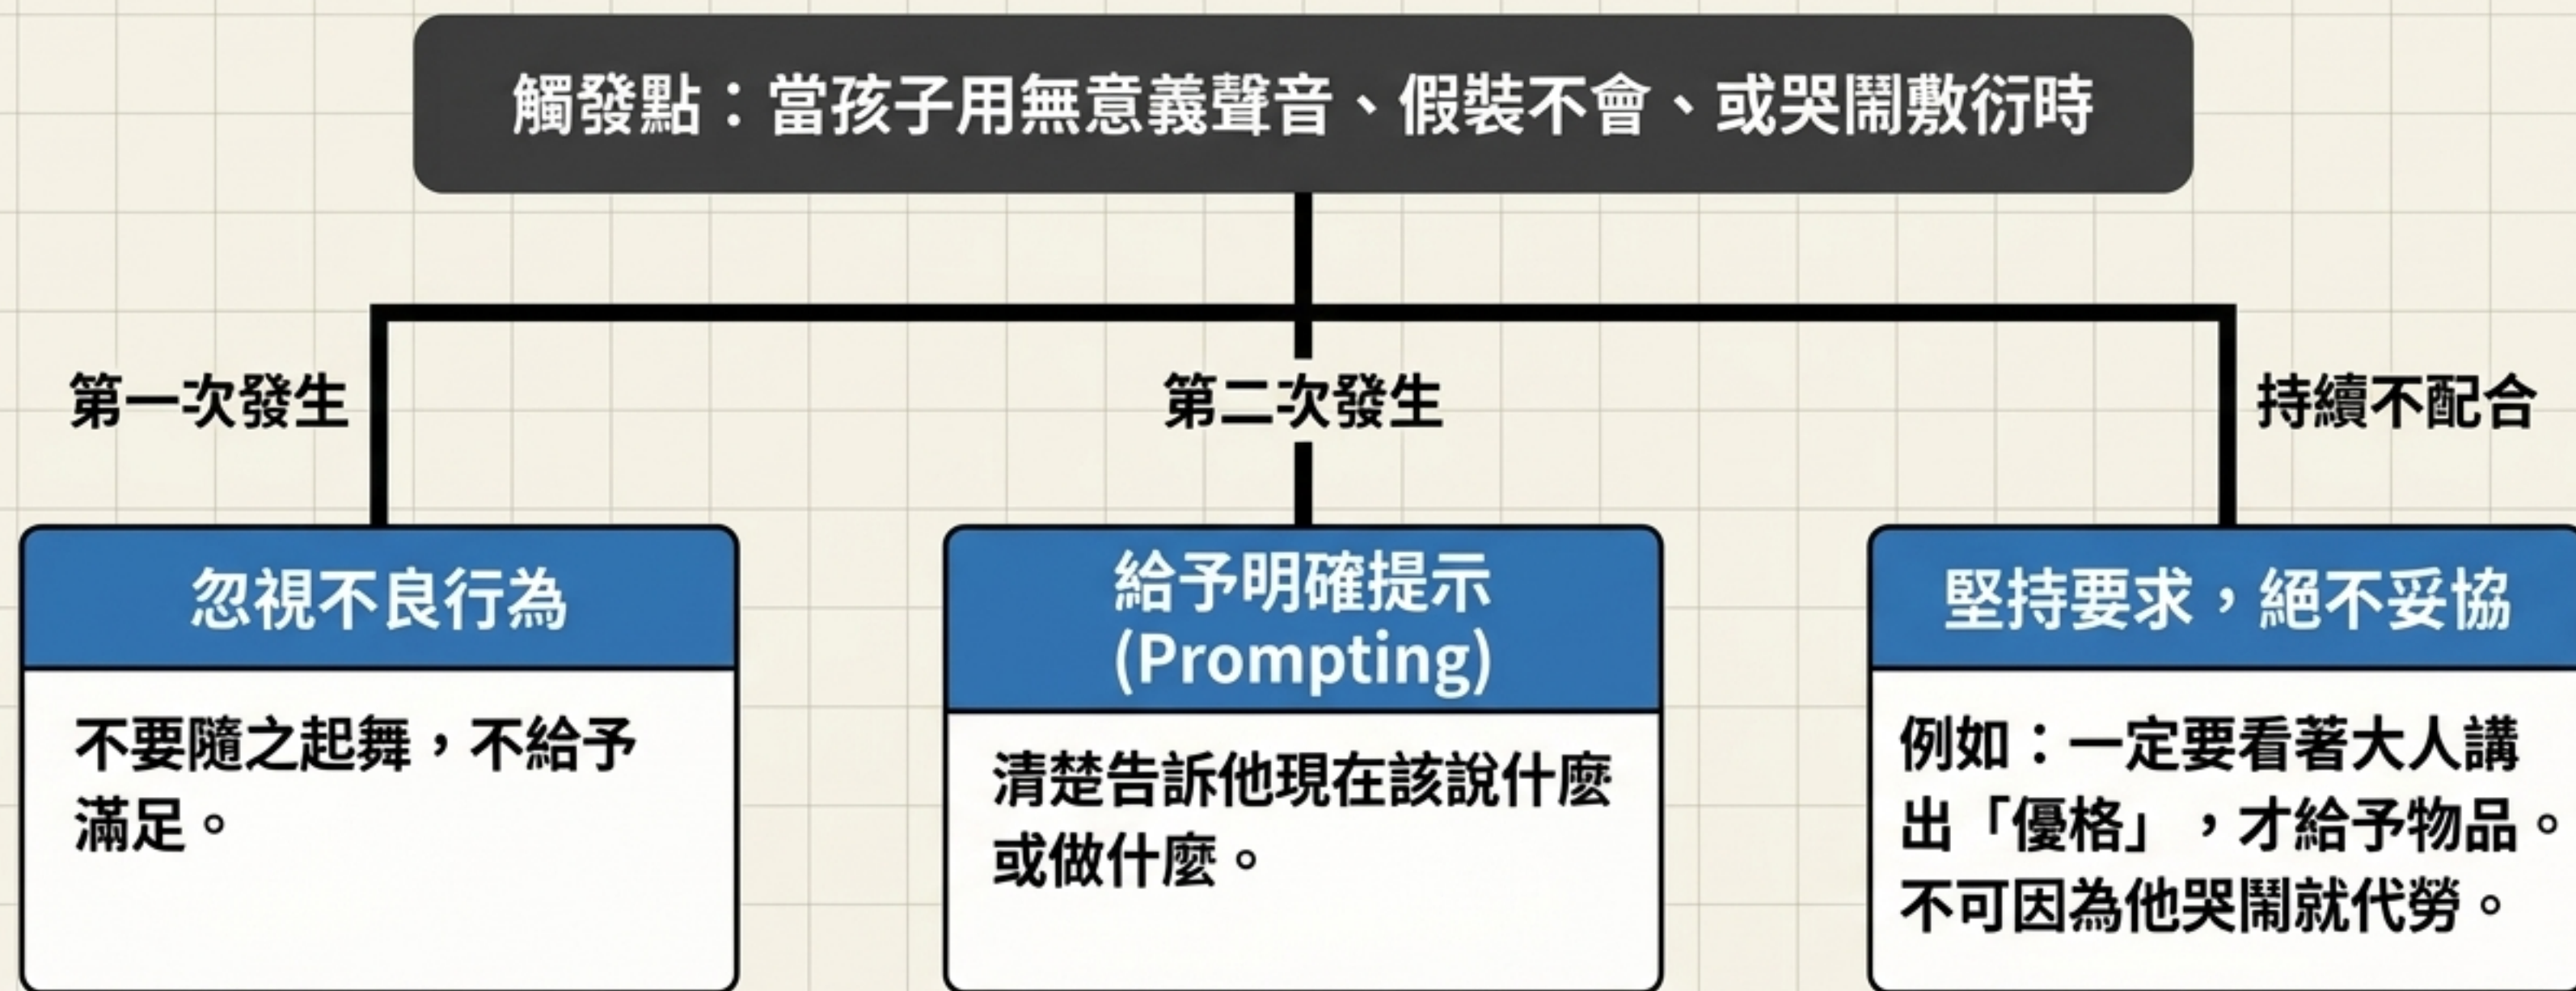 觸發點：當孩子用無意義聲音、假裝不會、或哭鬧敷衍時
第一次發生
第二次發生
持續不配合
忽視不良行為
不要隨之起舞，不給予
滿足。
給予明確提示
(Prompting)
清楚告訴他現在該說什麼
或做什麼。
堅持要求，絕不妥協
例如：一定要看著大人講
出「優格」，才給予物品。
不可因為他哭鬧就代勞。